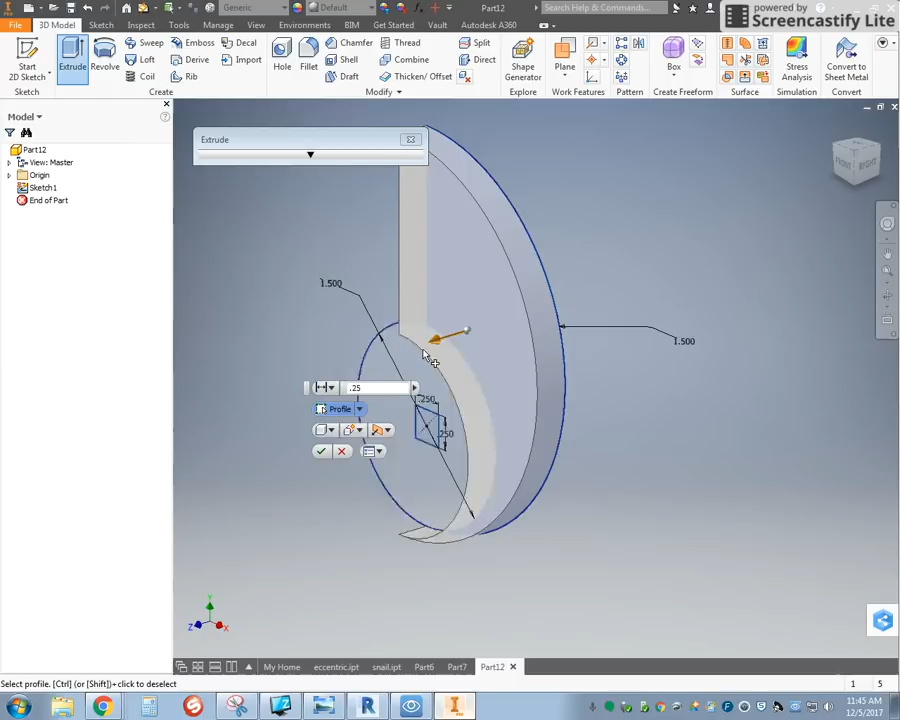 Generic
Default
Part12
Search Help & Commands...
powered by
Screencastify Lite
File
3D Model
Sketch
Inspect
Tools
Manage
View
Environments
BIM
Get Started
Vault
Autodesk A360
Start
2D Sketch
Extrude
Revolve
Sweep
Loft
Coil
Emboss
Derive
Rib
Decal
Import
Hole
Fillet
Chamfer
Shell
Draft
Thread
Combine
Thicken/ Offset
Split
Direct
Shape
Generator
Plane
Box
Stress
Analysis
Convert to
Sheet Metal
Sketch
Create
Modify
Explore
Work Features
Pattern
Create Freeform
Surface
Simulation
Convert
Model
Part12
View: Master
Origin
Sketch1
End of Part
Extrude
FRONT
RIGHT
1.500
1.500
.25
Profile
.250
.250
Y
Z
X
My Home
eccentric.ipt
snail.ipt
Part6
Part7
Part12
Select profile. [Ctrl] (or [Shift])+click to deselect
1
5
11:45 AM
12/5/2017